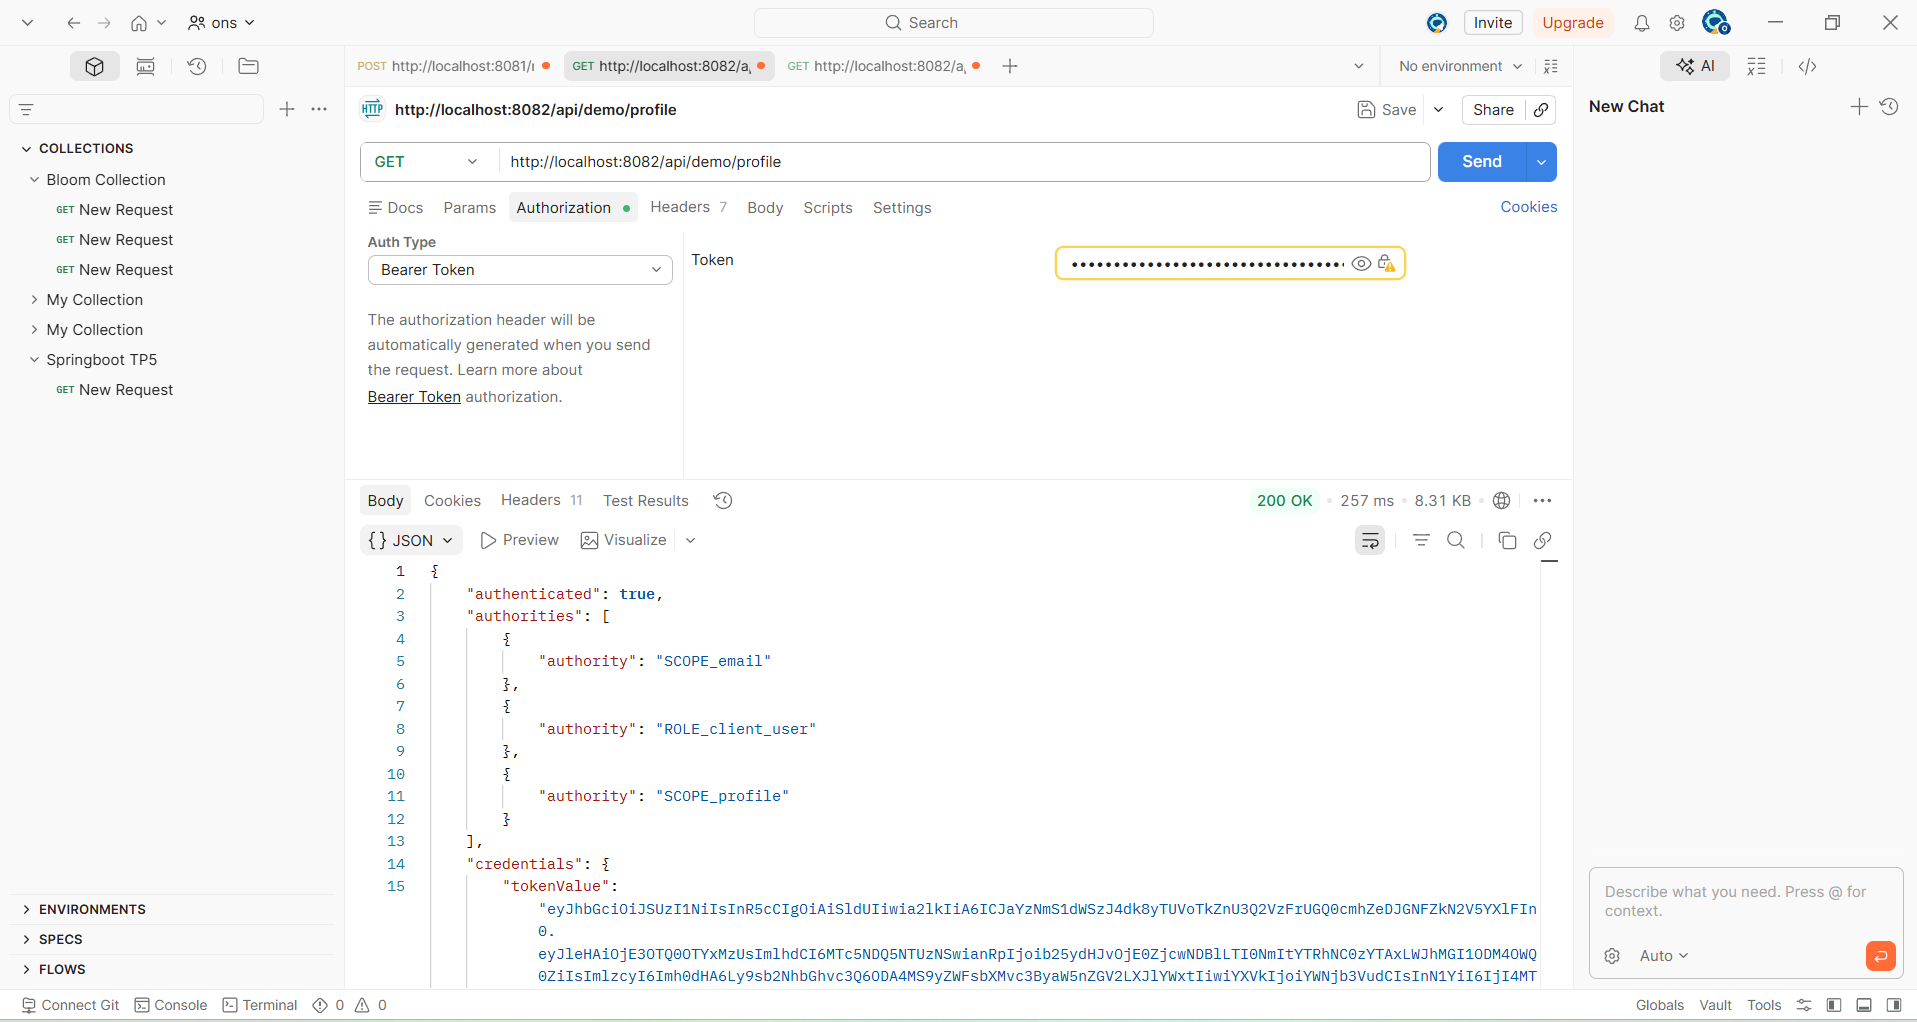 ons
Search
Invite
Upgrade
POST http://localhost:8081/
GET http://localhost:8082/a
GET http://localhost:8082/a
No environment
AI
HTTP http://localhost:8082/api/demo/profile
Save
Share
New Chat
COLLECTIONS
Bloom Collection
GET New Request
GET New Request
GET New Request
My Collection
My Collection
Springboot TP5
GET New Request
GET http://localhost:8082/api/demo/profile
Send
Docs Params Authorization Headers 7 Body Scripts Settings
Cookies
Auth Type
Bearer Token
The authorization header will be
automatically generated when you send
the request. Learn more about
Bearer Token authorization.
Token
Body Cookies Headers 11 Test Results
200 OK • 257 ms • 8.31 KB
{} JSON Preview Visualize
1 {
2 "authenticated": true,
3 "authorities": [
4 {
5 "authority": "SCOPE_email"
6 },
7 {
8 "authority": "ROLE_client_user"
9 },
10 {
11 "authority": "SCOPE_profile"
12 }
13 ],
14 "credentials": {
15 "tokenValue":
"eyJhbGciOiJSUzI1NiIsInR5cCIgOiAiSldUIiwia2lkIiA6ICJaYzNmS1dWSzJ4dk8yTUVoTkZnU3Q2VzFrUGQ0cmhZeDJGNFZkN2V5YXlFIn
0.
eyJleHAiOjE3OTQ0OTYxMzUsImlhdCI6MTc5NDQ5NTUzNSwianRpIjoib25ydHJvOjE0ZjcwNDBlLTI0NmItYTRhNC0zYTAxLWJhMGI1ODM4OWQ
0ZiIsImlzcyI6Imh0dHA6Ly9sb2NhbGhvc3Q6ODA4MS9yZWFsbXMvc3ByaW5nZGV2LXJlYWxtIiwiYXVkIjoiYWNjb3VudCIsInN1YiI6IjI4MT
ENVIRONMENTS
SPECS
FLOWS
Describe what you need. Press @ for
context.
Auto
Connect Git Console Terminal 0 0
Globals Vault Tools